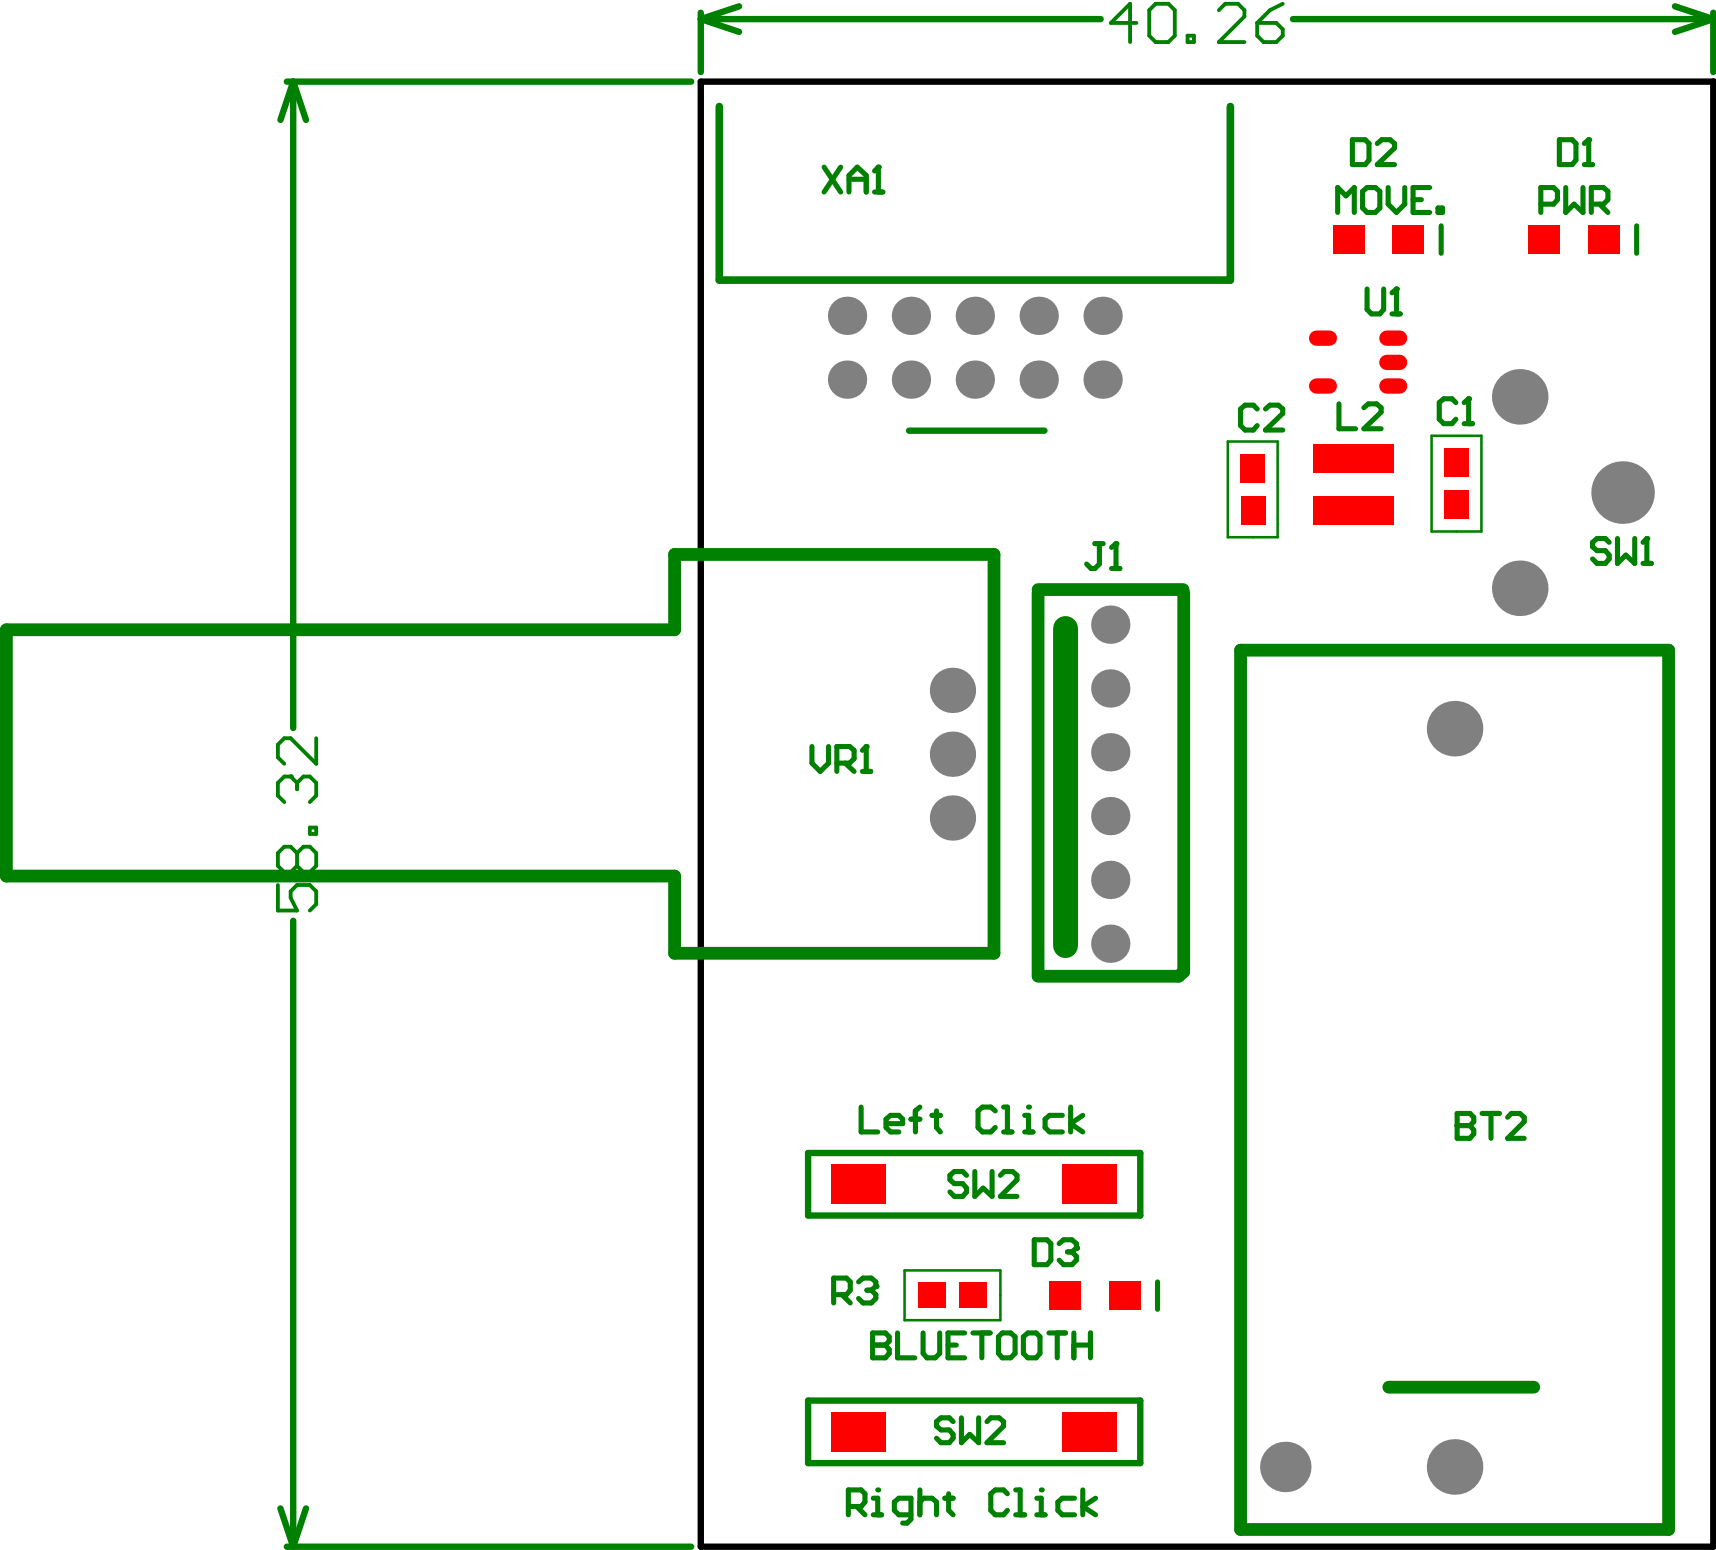 40.26
D2
D1
XA1
MOVE.
PWR
U1
C2
L2
C1
SW1
J1
58.32
VR1
Left Click
BT2
SW2
D3
R3
BLUETOOTH
SW2
Right Click